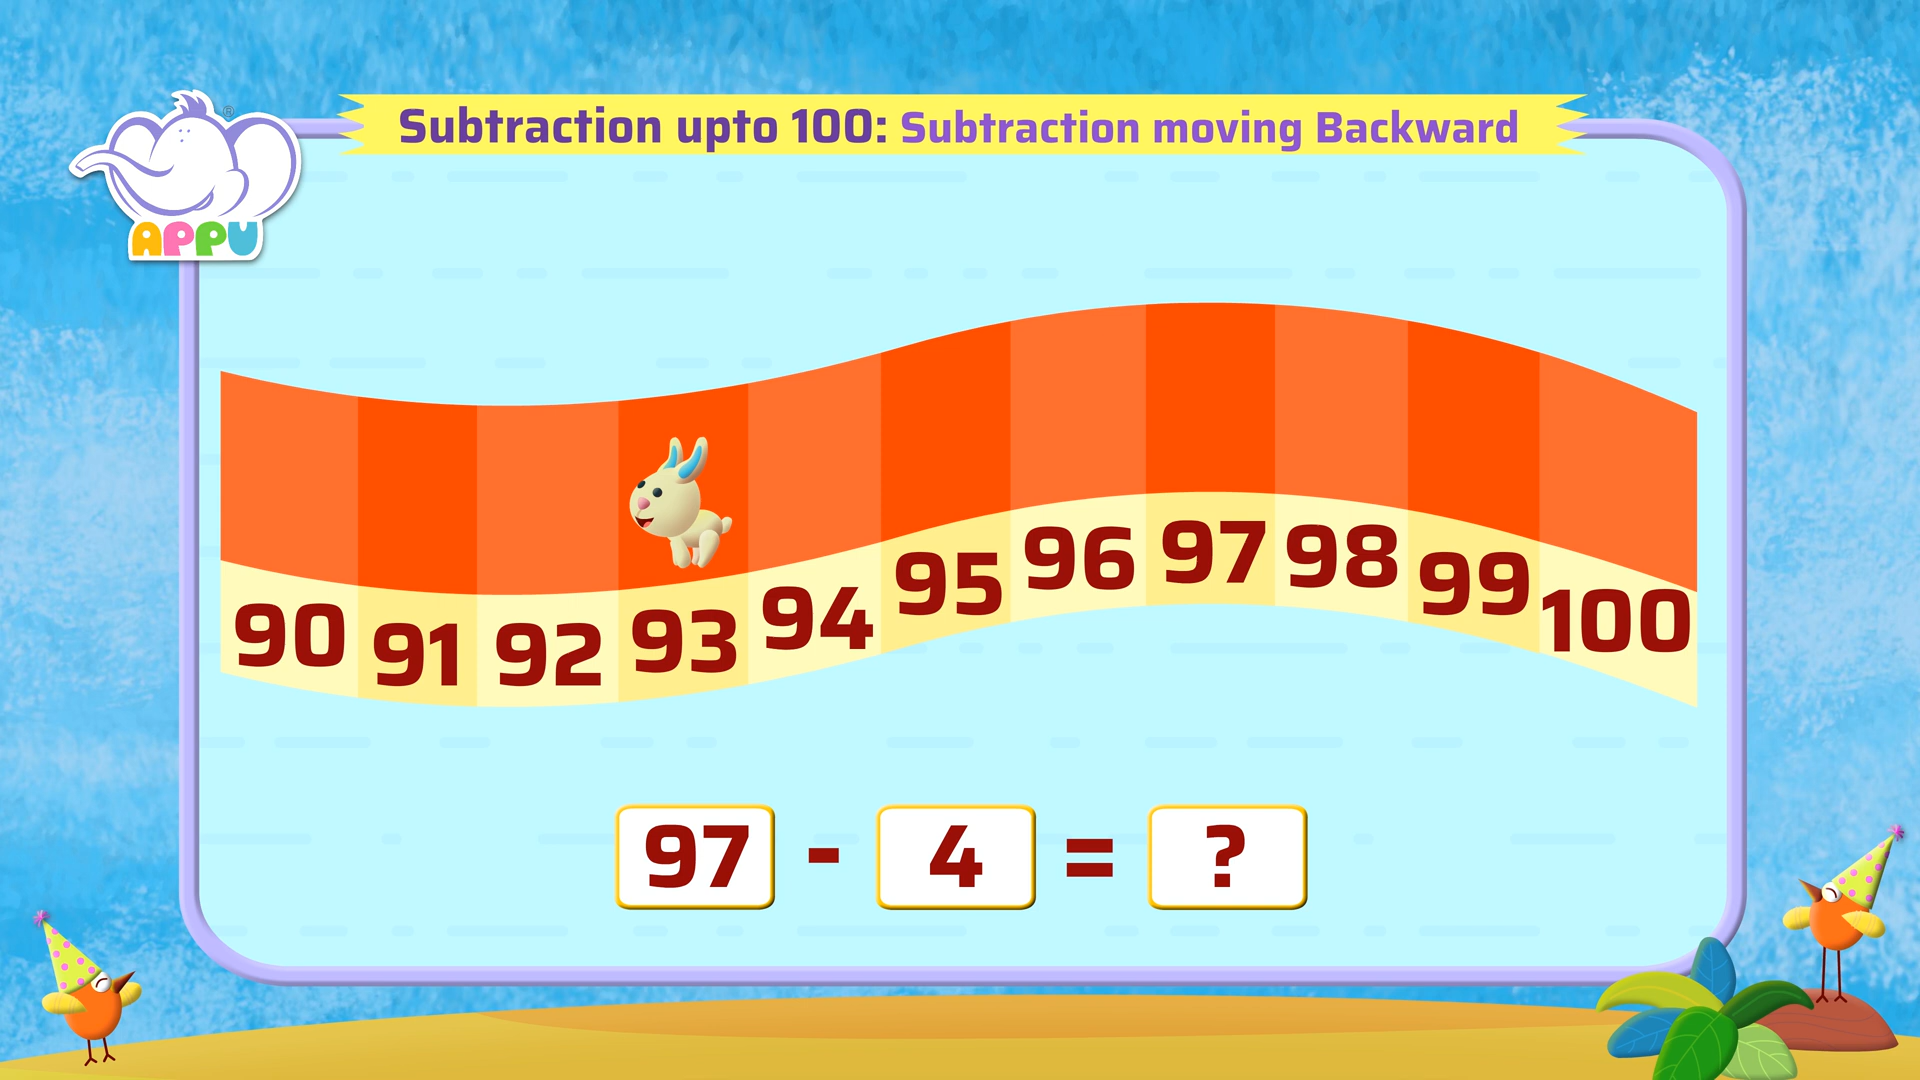 Subtraction upto 100: Subtraction moving Backward
®
APPU
90 91 92 93 94 95 96 97 98 99 100
97 - 4 = ?